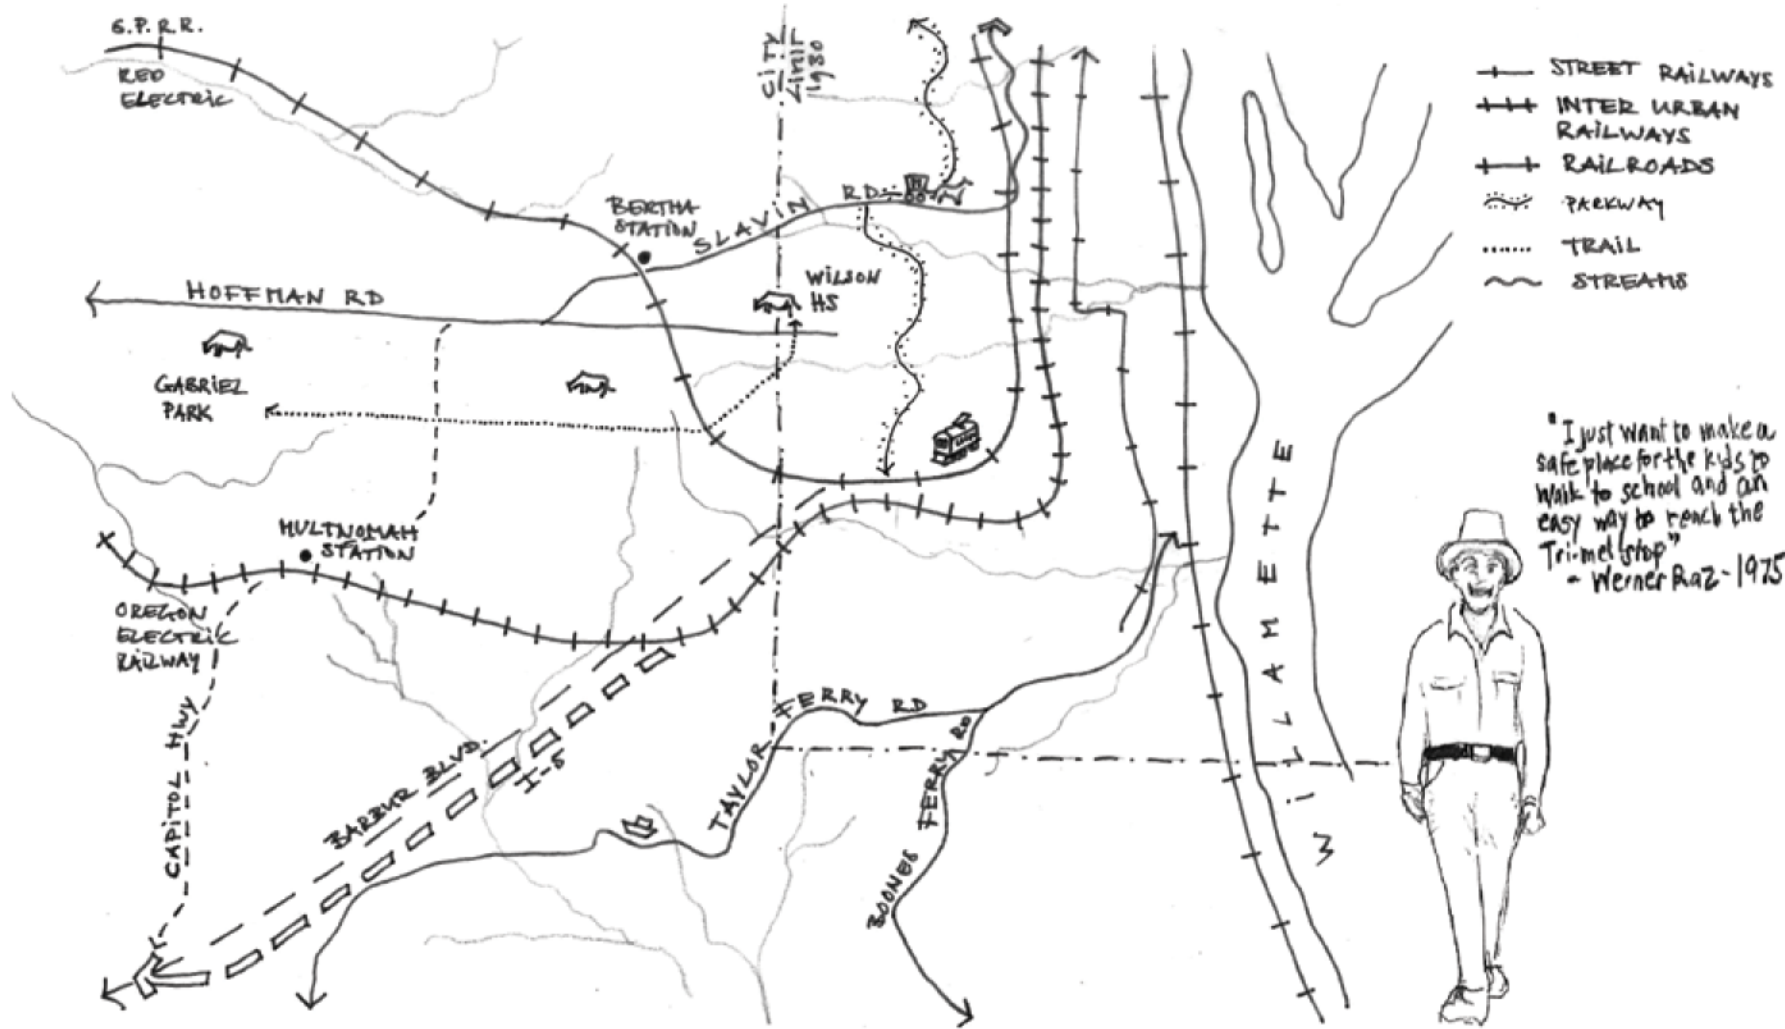 S.P.R.R.
RED
ELECTRIC
CITY
LIMIT
1930
BERTHA
STATION
SLAVIN RD
HOFFMAN RD
WILSON
HS
GABRIEL
PARK
MULTNOMAH
STATION
OREGON
ELECTRIC
RAILWAY
CAPITOL HWY
BARBUR BLVD.
I-5
TAYLOR FERRY RD
BOONES FERRY RD
WILLAMETTE
STREET RAILWAYS
INTER URBAN
RAILWAYS
RAILROADS
PARKWAY
TRAIL
STREAMS
"I just want to make a
safe place for the kids to
walk to school and an
easy way to reach the
Tri-met stop"
- Werner Raz - 1975